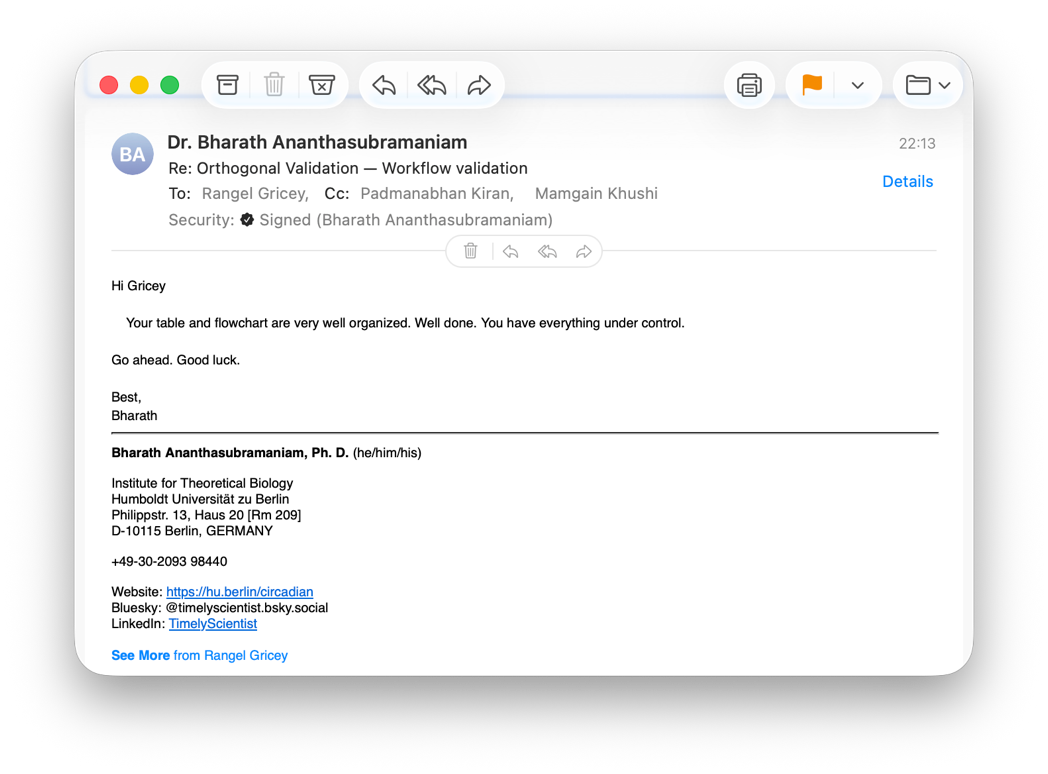 BA
Dr. Bharath Ananthasubramaniam
22:13
Re: Orthogonal Validation — Workflow validation
Details
To: Rangel Gricey, Cc: Padmanabhan Kiran, Mamgain Khushi
Security: Signed (Bharath Ananthasubramaniam)
Hi Gricey
Your table and flowchart are very well organized. Well done. You have everything under control.
Go ahead. Good luck.
Best,
Bharath
Bharath Ananthasubramaniam, Ph. D. (he/him/his)
Institute for Theoretical Biology
Humboldt Universität zu Berlin
Philippstr. 13, Haus 20 [Rm 209]
D-10115 Berlin, GERMANY
+49-30-2093 98440
Website: https://hu.berlin/circadian
Bluesky: @timelyscientist.bsky.social
LinkedIn: TimelyScientist
See More from Rangel Gricey